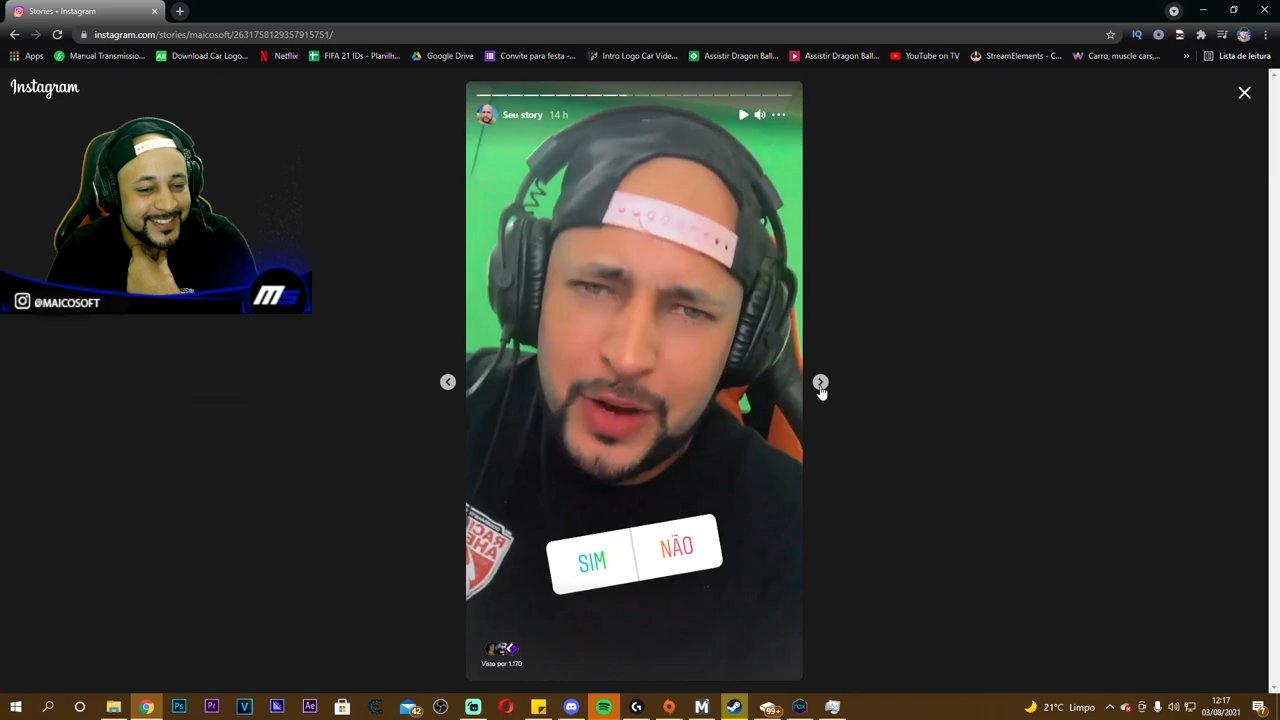 Stories • Instagram
instagram.com/stories/maicosoft/2631758129357915751/
Apps
Manual Transmissio...
Download Car Logo...
Netflix
FIFA 21 IDs - Planilh...
Google Drive
Convite para festa -...
Intro Logo Car Vide...
Assistir Dragon Ball...
Assistir Dragon Ball...
YouTube on TV
StreamElements - C...
Carro, muscle cars,...
»
Lista de leitura
Instagram
Seu story 14 h
@MAICOSOFT
MS
SIM NÃO
Visto por 1.170
42
99+
21°C Limpo
12:17
03/08/2021